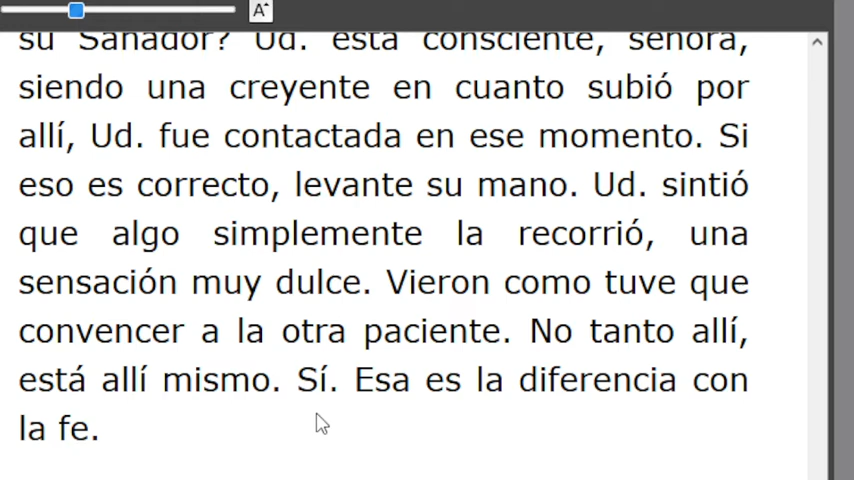 A
su Sanador? Ud. está consciente, señora,
siendo una creyente en cuanto subió por
allí, Ud. fue contactada en ese momento. Si
eso es correcto, levante su mano. Ud. sintió
que algo simplemente la recorrió, una
sensación muy dulce. Vieron como tuve que
convencer a la otra paciente. No tanto allí,
está allí mismo. Sí. Esa es la diferencia con
la fe.